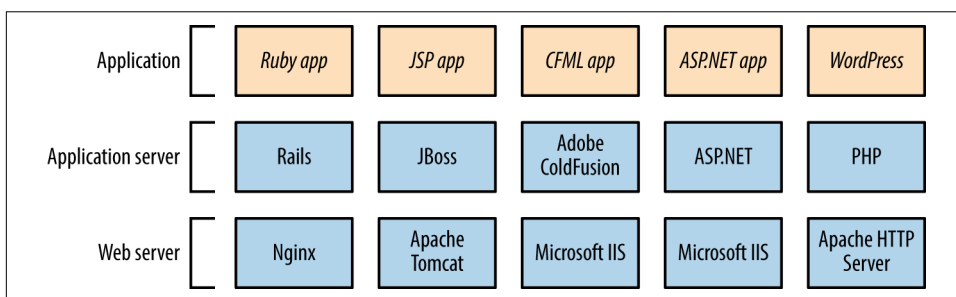 Application
Ruby app
JSP app
CFML app
ASP.NET app
WordPress
Application server
Rails
JBoss
Adobe
ColdFusion
ASP.NET
PHP
Web server
Nginx
Apache
Tomcat
Microsoft IIS
Microsoft IIS
Apache HTTP
Server